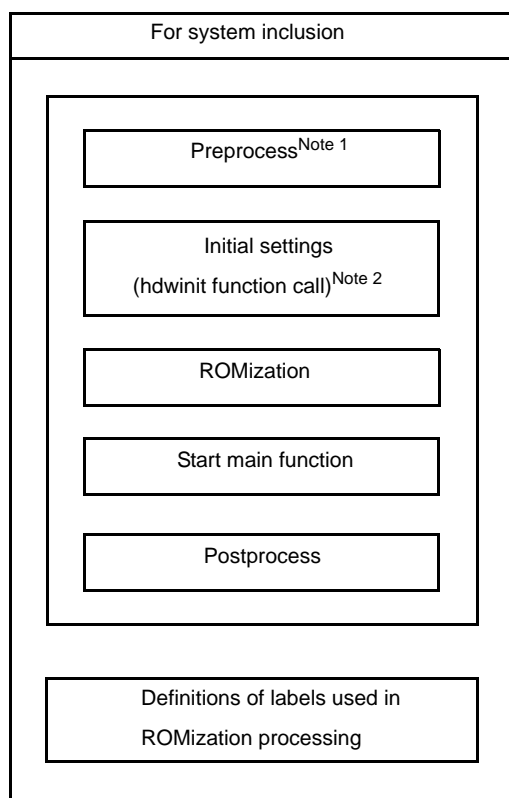 For system inclusion
Preprocess Note 1
Initial settings
(hdwinit function call) Note 2
ROMization
Start main function
Postprocess
Definitions of labels used in
ROMization processing